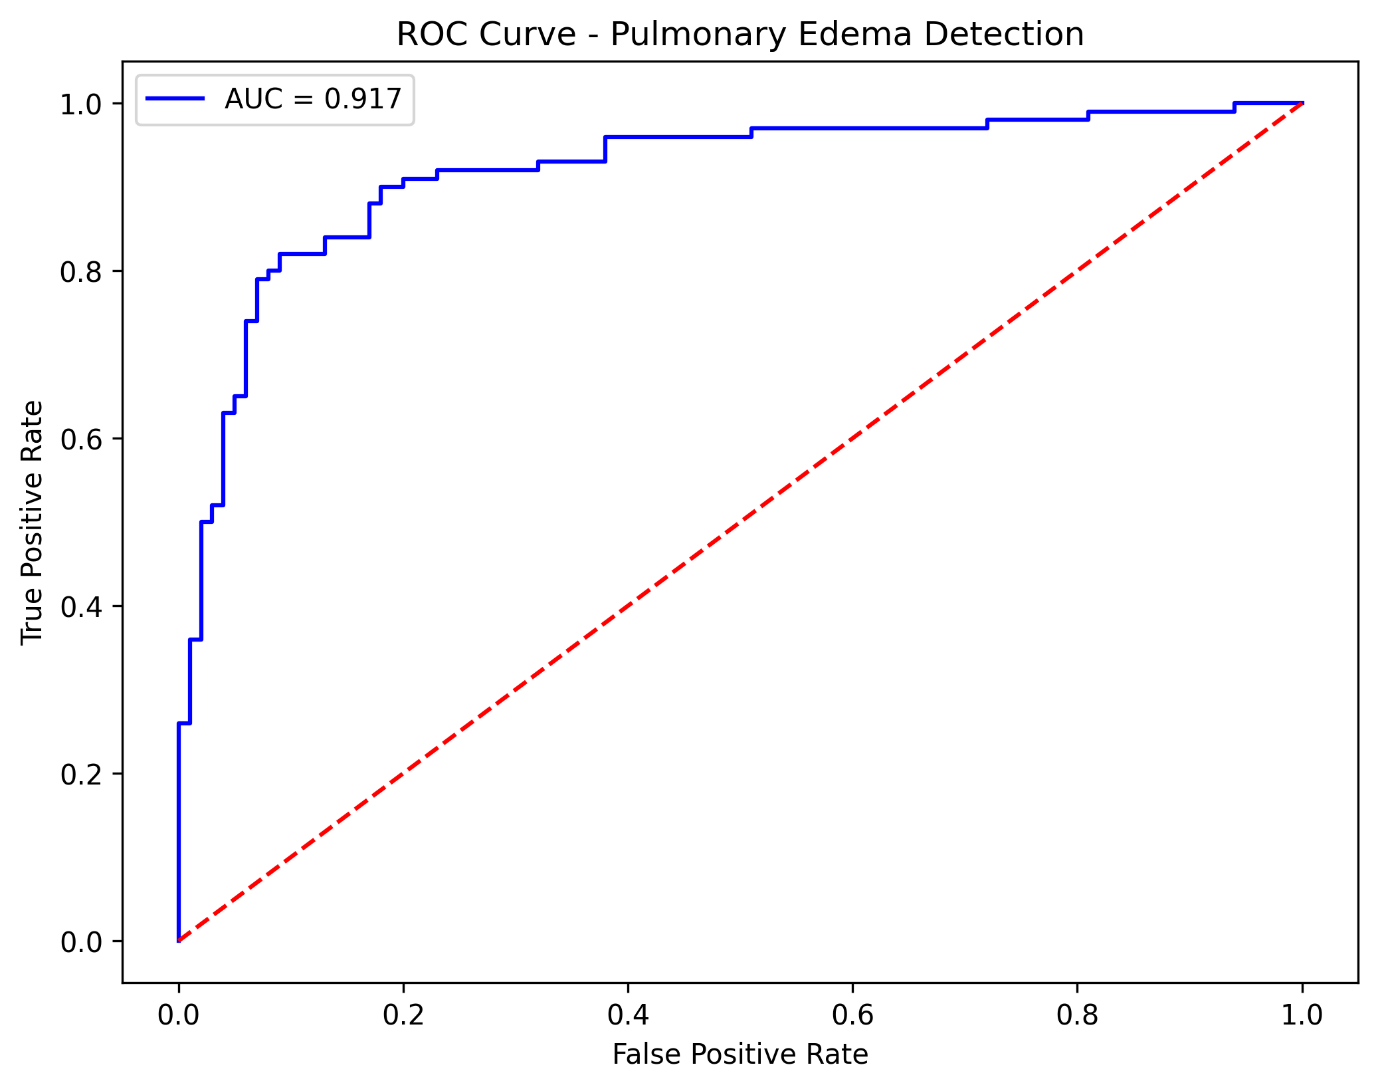 ROC Curve - Pulmonary Edema Detection
AUC = 0.917
True Positive Rate
1.0
0.8
0.6
0.4
0.2
0.0
0.0 0.2 0.4 0.6 0.8 1.0
False Positive Rate